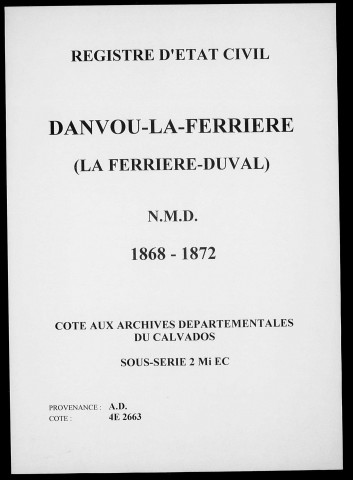 REGISTRE D'ETAT CIVIL
DANVOU-LA-FERRIERE
(LA FERRIERE-DUVAL)
N.M.D.
1868 - 1872
COTE AUX ARCHIVES DEPARTEMENTALES
DU CALVADOS
SOUS-SERIE 2 Mi EC
PROVENANCE : A.D.
COTE : 4E 2663